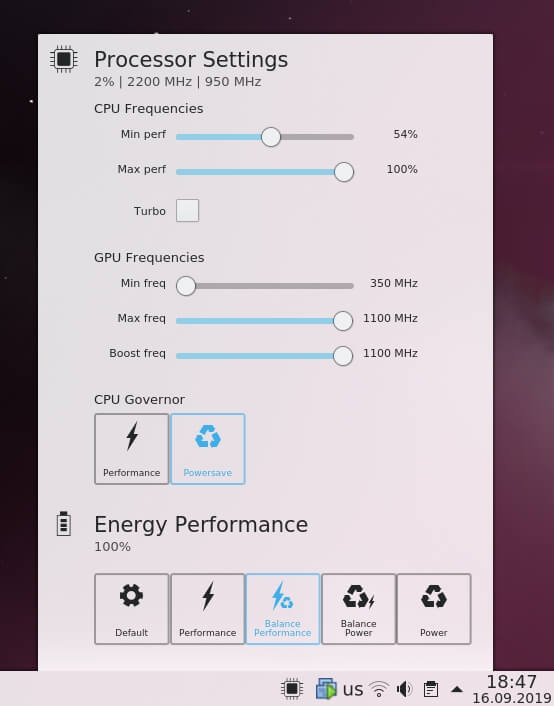 Processor Settings
2% | 2200 MHz | 950 MHz
CPU Frequencies
Min perf 54%
Max perf 100%
Turbo
GPU Frequencies
Min freq 350 MHz
Max freq 1100 MHz
Boost freq 1100 MHz
CPU Governor
Performance Powersave
Energy Performance
100%
Default Performance Balance Performance Balance Power Power
us 18:47
16.09.2019